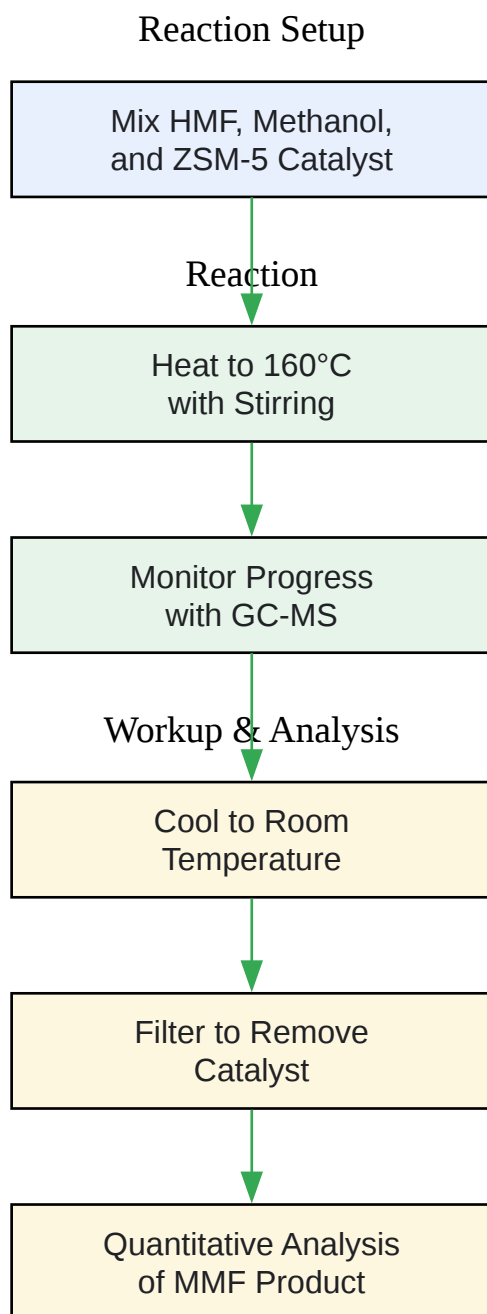 Reaction Setup
Mix HMF, Methanol,
and ZSM-5 Catalyst
Reaction
Heat to 160°C
with Stirring
Monitor Progress
with GC-MS
Workup & Analysis
Cool to Room
Temperature
Filter to Remove
Catalyst
Quantitative Analysis
of MMF Product